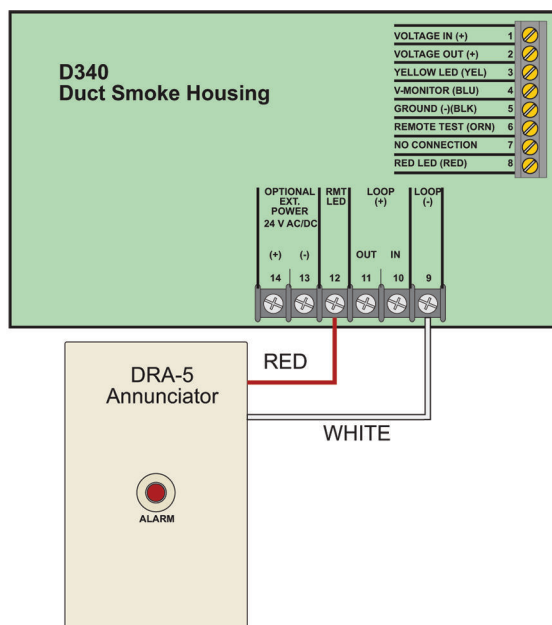 D340
Duct Smoke Housing
VOLTAGE IN (+) 1
VOLTAGE OUT (+) 2
YELLOW LED (YEL) 3
V-MONITOR (BLU) 4
GROUND (-)(BLK) 5
REMOTE TEST (ORN) 6
NO CONNECTION 7
RED LED (RED) 8
OPTIONAL
EXT.
POWER
24 V AC/DC
RMT
LED
LOOP
(+)
LOOP
(-)
(+) (-) OUT IN
14 13 12 11 10 9
RED
WHITE
DRA-5
Annunciator
ALARM